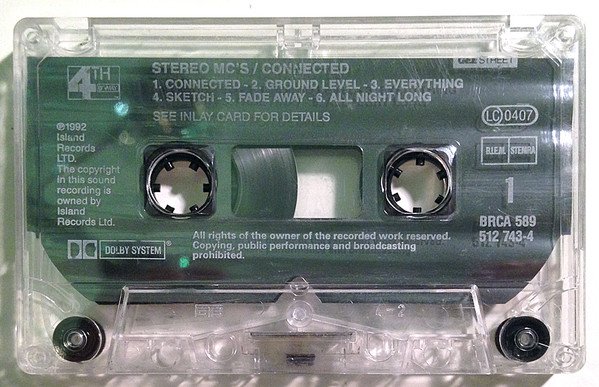 4TH
B'WAY
STREET
STEREO MC'S / CONNECTED
1. CONNECTED - 2. GROUND LEVEL - 3. EVERYTHING
4. SKETCH - 5. FADE AWAY - 6. ALL NIGHT LONG
SEE INLAY CARD FOR DETAILS
LC 0407
℗1992
Island
Records
LTD.
The copyright
in this sound
recording is
owned by
Island
Records Ltd.
B.I.E.M. STEMRA
1
BRCA 589
512 743-4
DOLBY SYSTEM®
All rights of the owner of the recorded work reserved.
Copying, public performance and broadcasting
prohibited.